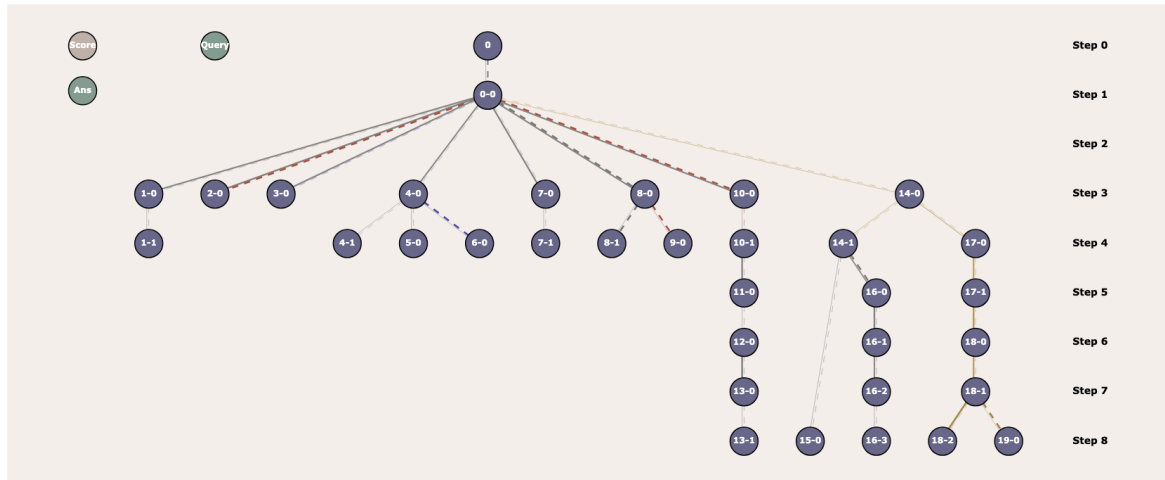 Score Query 0 Step 0
Ans 0-0 Step 1
Step 2
1-0 2-0 3-0 4-0 7-0 8-0 10-0 14-0 Step 3
1-1 4-1 5-0 6-0 7-1 8-1 9-0 10-1 14-1 17-0 Step 4
11-0 16-0 17-1 Step 5
12-0 16-1 18-0 Step 6
13-0 16-2 18-1 Step 7
13-1 15-0 16-3 18-2 19-0 Step 8